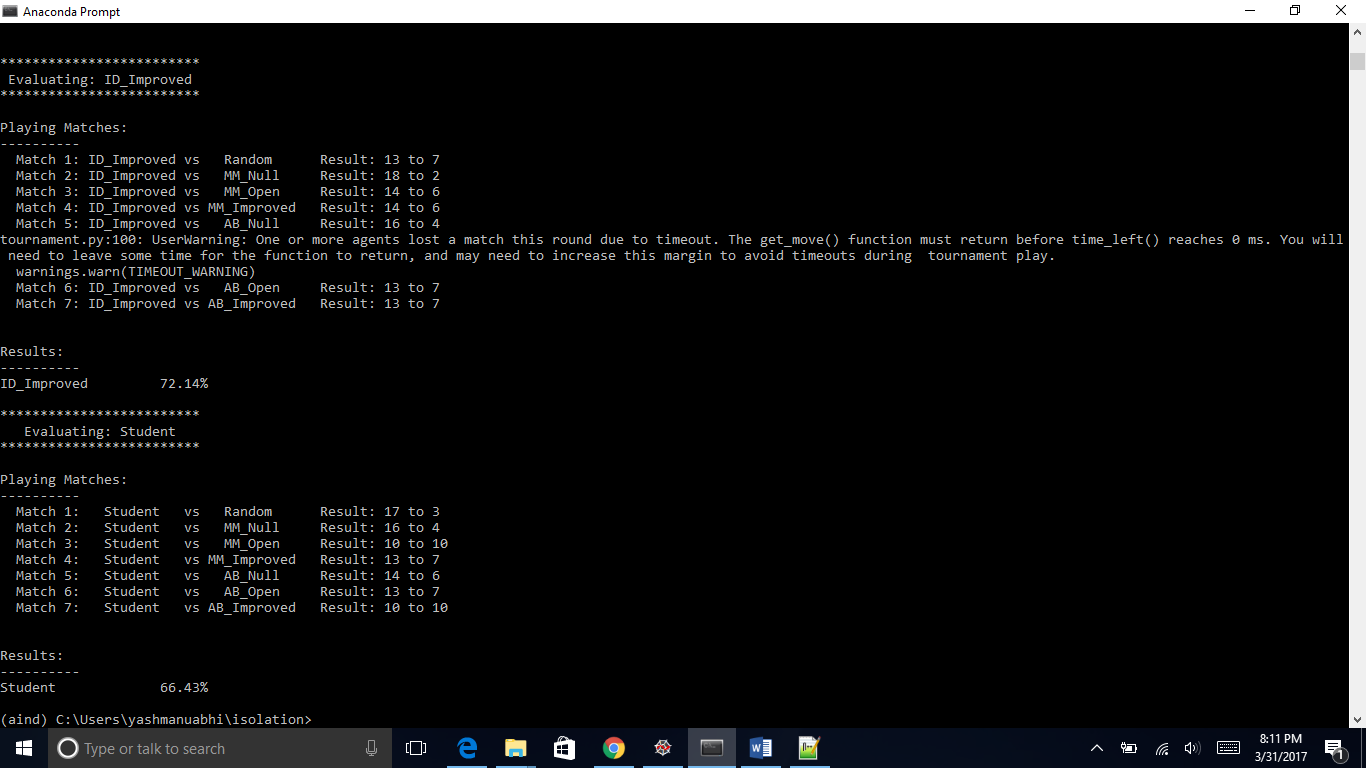 Anaconda Prompt
**************************
Evaluating: ID_Improved
**************************
Playing Matches:
----------
Match 1: ID_Improved vs Random Result: 13 to 7
Match 2: ID_Improved vs MM_Null Result: 18 to 2
Match 3: ID_Improved vs MM_Open Result: 14 to 6
Match 4: ID_Improved vs MM_Improved Result: 14 to 6
Match 5: ID_Improved vs AB_Null Result: 16 to 4
tournament.py:100: UserWarning: One or more agents lost a match this round due to timeout. The get_move() function must return before time_left() reaches 0 ms. You will
need to leave some time for the function to return, and may need to increase this margin to avoid timeouts during  tournament play.
warnings.warn(TIMEOUT_WARNING)
Match 6: ID_Improved vs AB_Open Result: 13 to 7
Match 7: ID_Improved vs AB_Improved Result: 13 to 7
Results:
----------
ID_Improved 72.14%
*************************
Evaluating: Student
*************************
Playing Matches:
----------
Match 1: Student vs Random Result: 17 to 3
Match 2: Student vs MM_Null Result: 16 to 4
Match 3: Student vs MM_Open Result: 10 to 10
Match 4: Student vs MM_Improved Result: 13 to 7
Match 5: Student vs AB_Null Result: 14 to 6
Match 6: Student vs AB_Open Result: 13 to 7
Match 7: Student vs AB_Improved Result: 10 to 10
Results:
----------
Student 66.43%
(aind) C:\Users\yashmanuabhi\isolation>
Type or talk to search
8:11 PM
3/31/2017
1